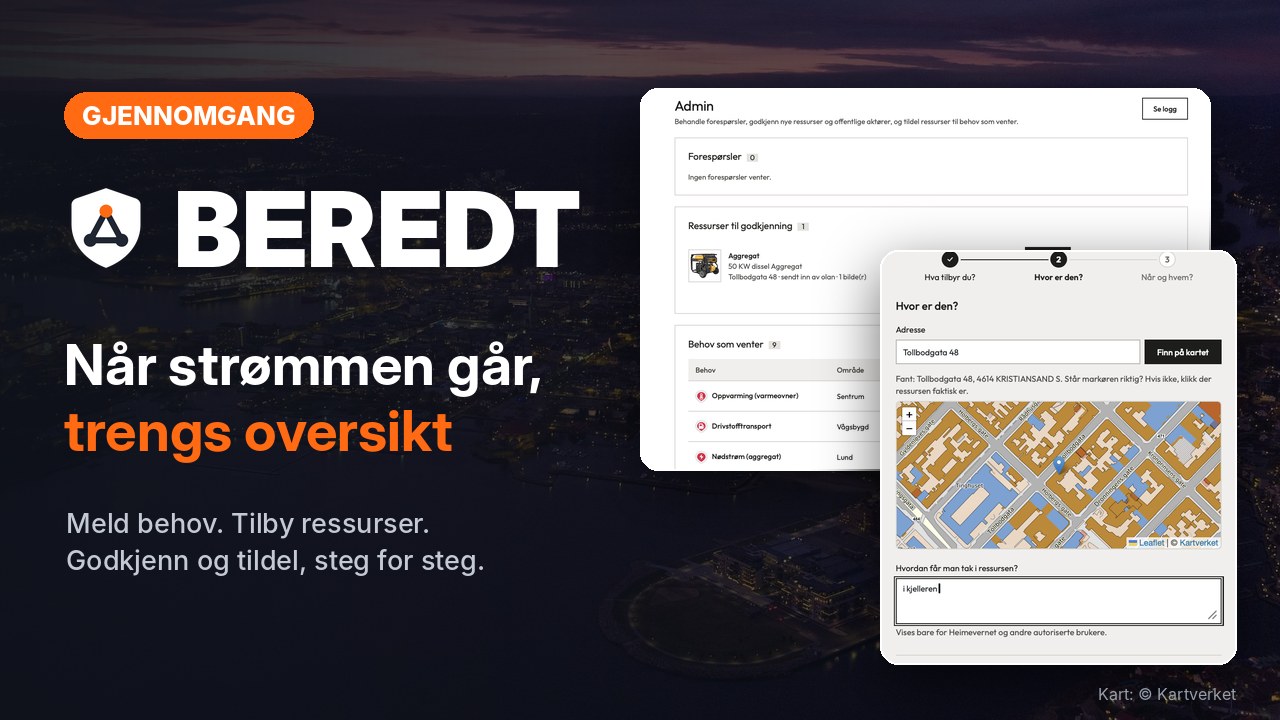 GJENNOMGANG
BEREDT
Når strømmen går,
trengs oversikt
Meld behov. Tilby ressurser.
Godkjenn og tildel, steg for steg.
Admin
Behandle forespørsler, godkjenn nye ressurser og offentlige aktører, og tildel ressurser til behov som venter.
Se logg
Forespørsler 0
Ingen forespørsler venter.
Ressurser til godkjenning 1
Aggregat
50 KW dissel Aggregat
Tollbodgata 48 · sendt inn av olan · 1 bilde(r)
Behov som venter 9
Behov Område
Oppvarming (varmeovner) Sentrum
Drivstofftransport Vågsbygd
Nødstrøm (aggregat) Lund
2 3
Hva tilbyr du? Hvor er den? Når og hvem?
Hvor er den?
Adresse
Tollbodgata 48 Finn på kartet
Fant: Tollbodgata 48, 4614 KRISTIANSAND S. Står markøren riktig? Hvis ikke, klikk der
ressursen faktisk er.
+
−
Tollbodgata
Tollbodgata
Leaflet | © Kartverket
Hvordan får man tak i ressursen?
i kjelleren
Vises bare for Heimevernet og andre autoriserte brukere.
Kart: © Kartverket